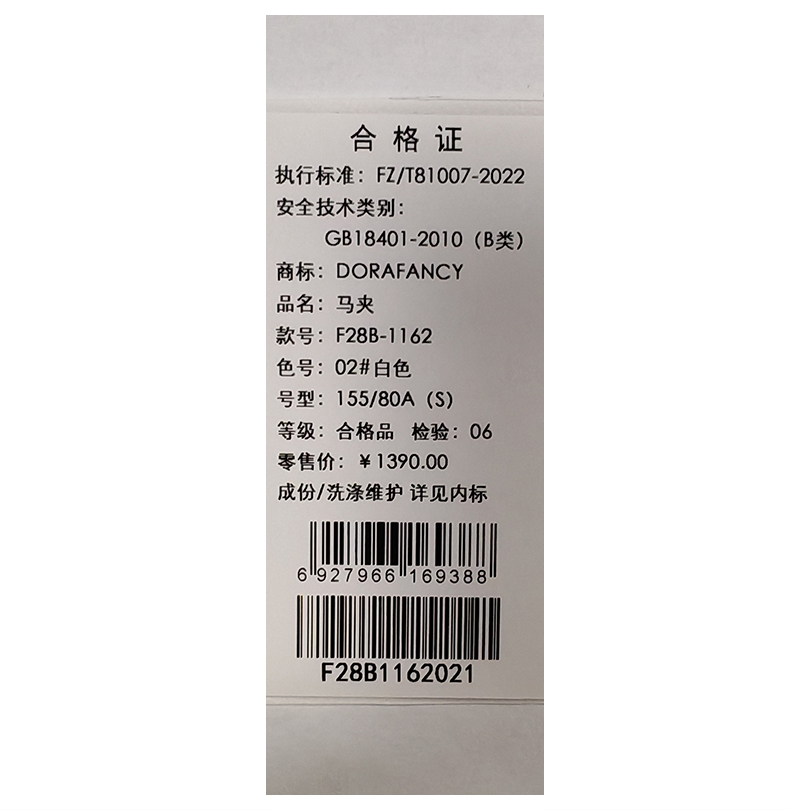 合格证
执行标准：FZ/T81007-2022
安全技术类别：
GB18401-2010（B类）
商标：DORAFANCY
品名：马夹
款号：F28B-1162
色号：02#白色
号型：155/80A（S）
等级：合格品 检验：06
零售价：￥1390.00
成份/洗涤维护 详见内标
6 927966 169388
F28B1162021